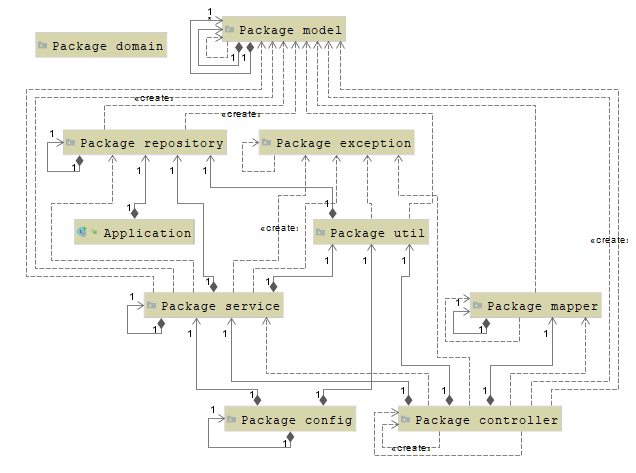 1
Package model
Package domain
1
1
«create»
«create»
1
Package repository
Package exception
1
1
1
1
1
1
Application
«create»
Package util
«create»
1
1
1
1
1
1
Package service
1
Package mapper
1
1
1
1
1
1
1
1
1
1
1
Package config
Package controller
1
«create»